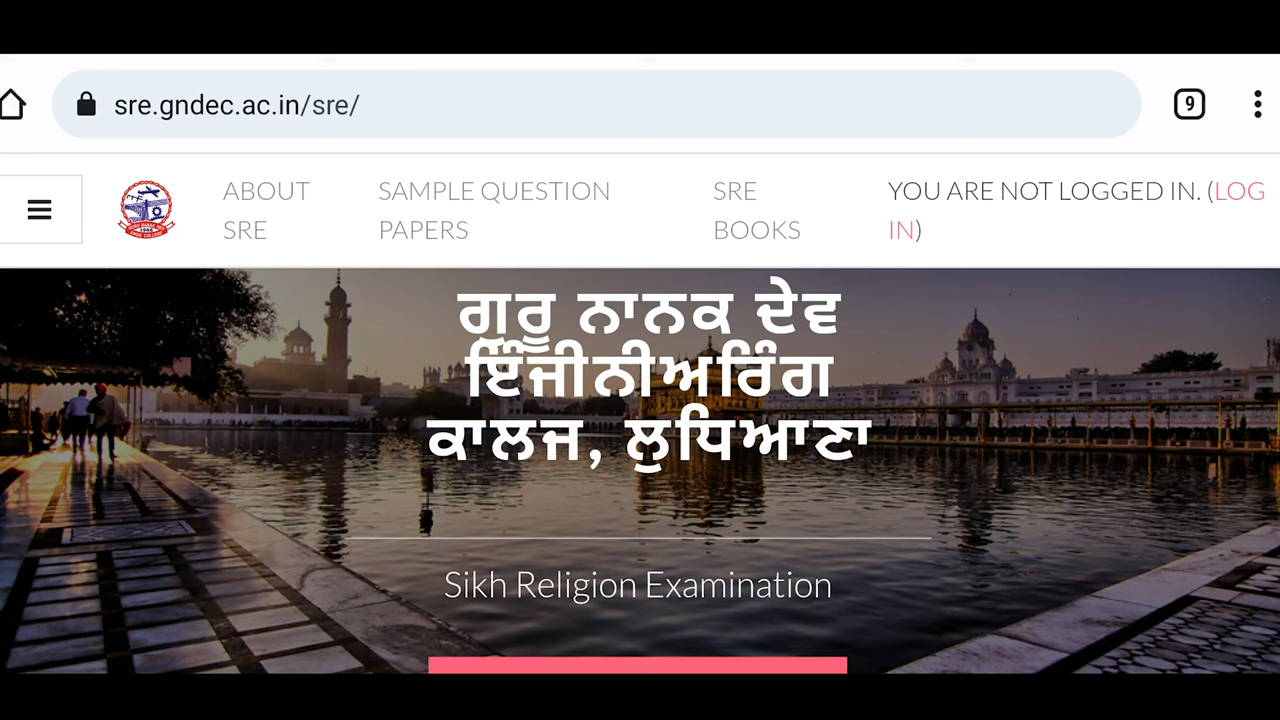 sre.gndec.ac.in/sre/
9
ABOUT
SRE
SAMPLE QUESTION
PAPERS
SRE
BOOKS
YOU ARE NOT LOGGED IN. (LOG
IN)
1956
ਗੁਰੂ ਨਾਨਕ ਦੇਵ
ਇੰਜੀਨੀਅਰਿੰਗ
ਕਾਲਜ, ਲੁਧਿਆਣਾ
Sikh Religion Examination